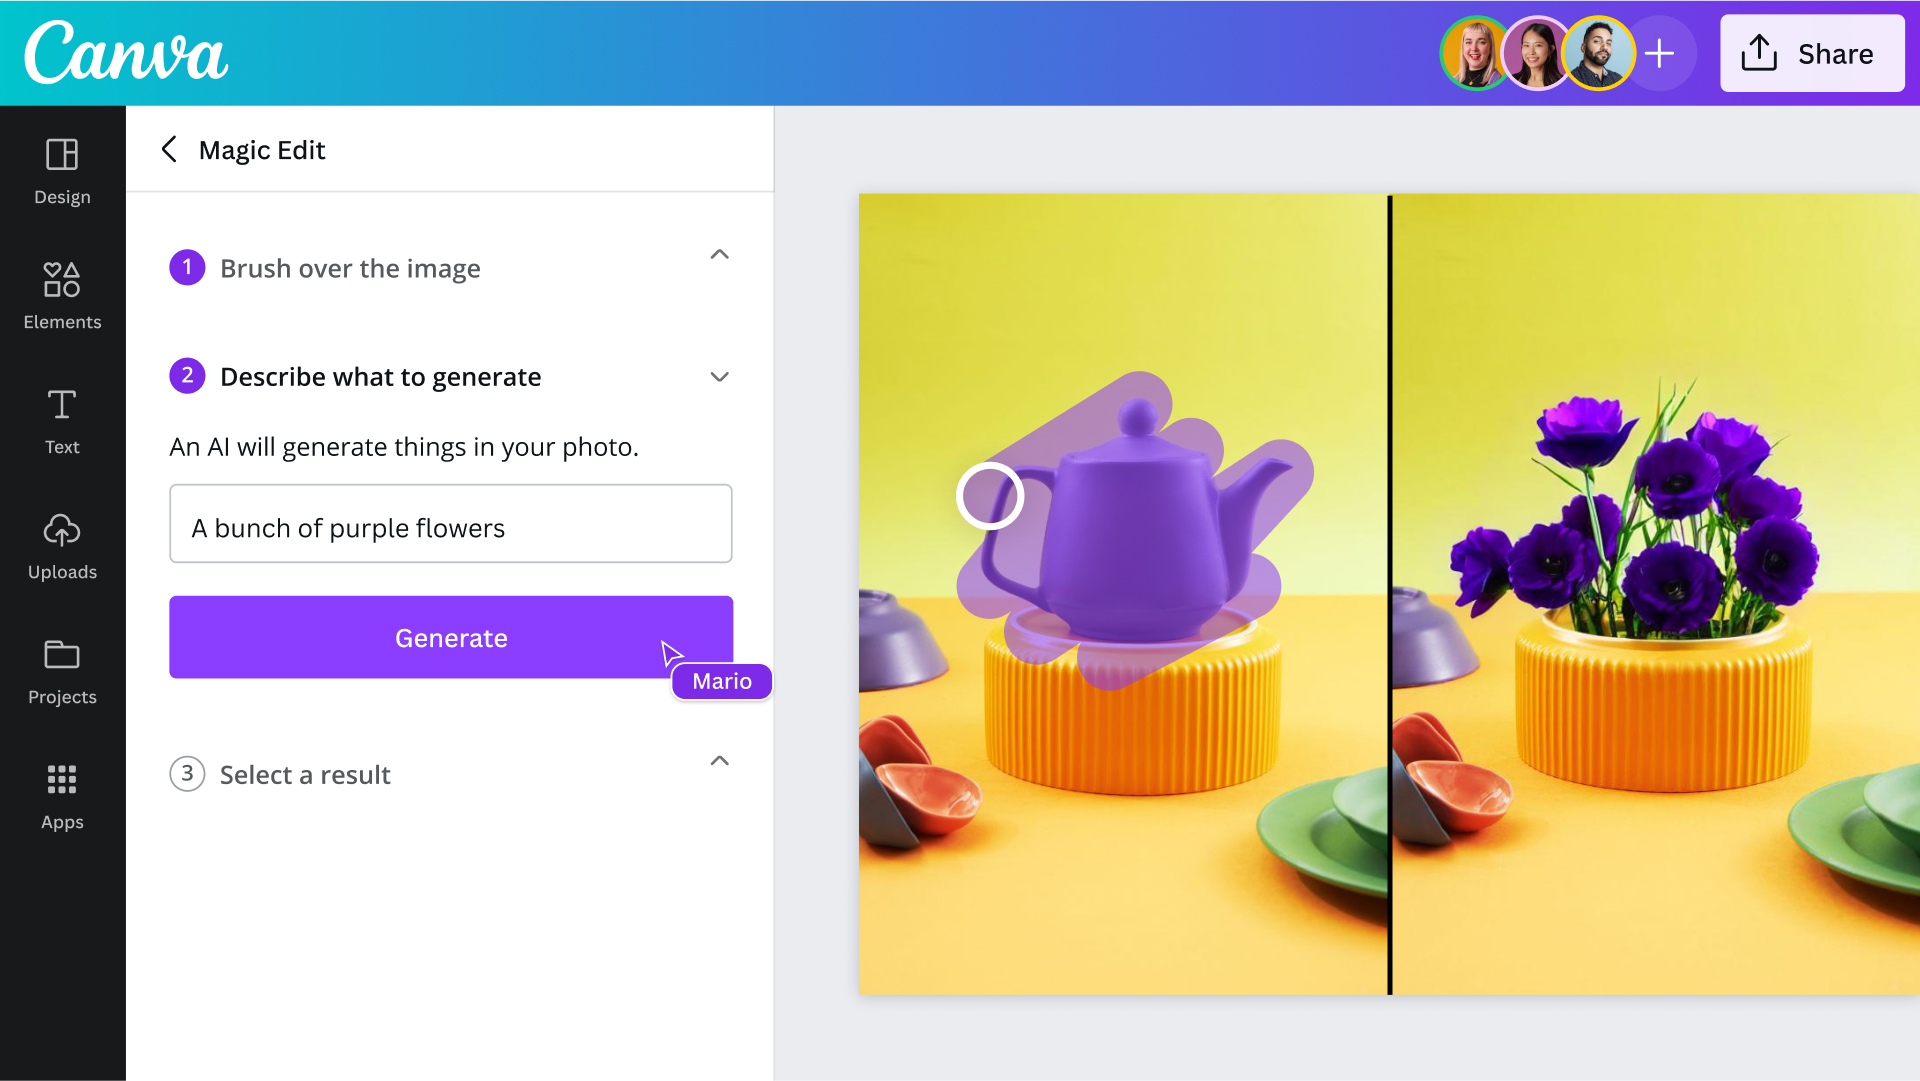 Canva
Share
Design
Elements
Text
Uploads
Projects
Apps
Magic Edit
1 Brush over the image
2 Describe what to generate
An AI will generate things in your photo.
A bunch of purple flowers
Generate
Mario
3 Select a result